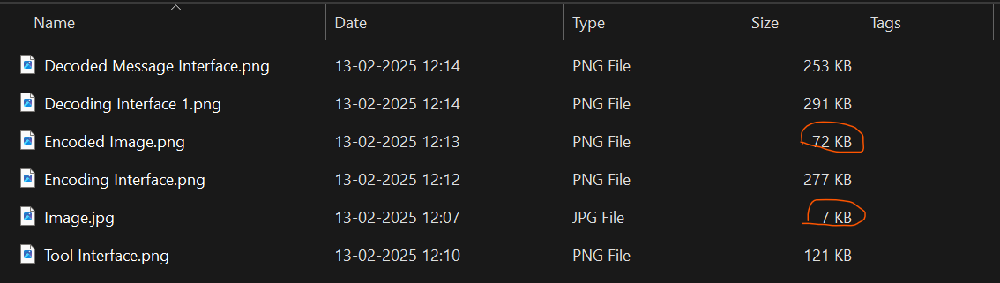 Name Date Type Size Tags
Decoded Message Interface.png 13-02-2025 12:14 PNG File 253 KB
Decoding Interface 1.png 13-02-2025 12:14 PNG File 291 KB
Encoded Image.png 13-02-2025 12:13 PNG File 72 KB
Encoding Interface.png 13-02-2025 12:12 PNG File 277 KB
Image.jpg 13-02-2025 12:07 JPG File 7 KB
Tool Interface.png 13-02-2025 12:10 PNG File 121 KB